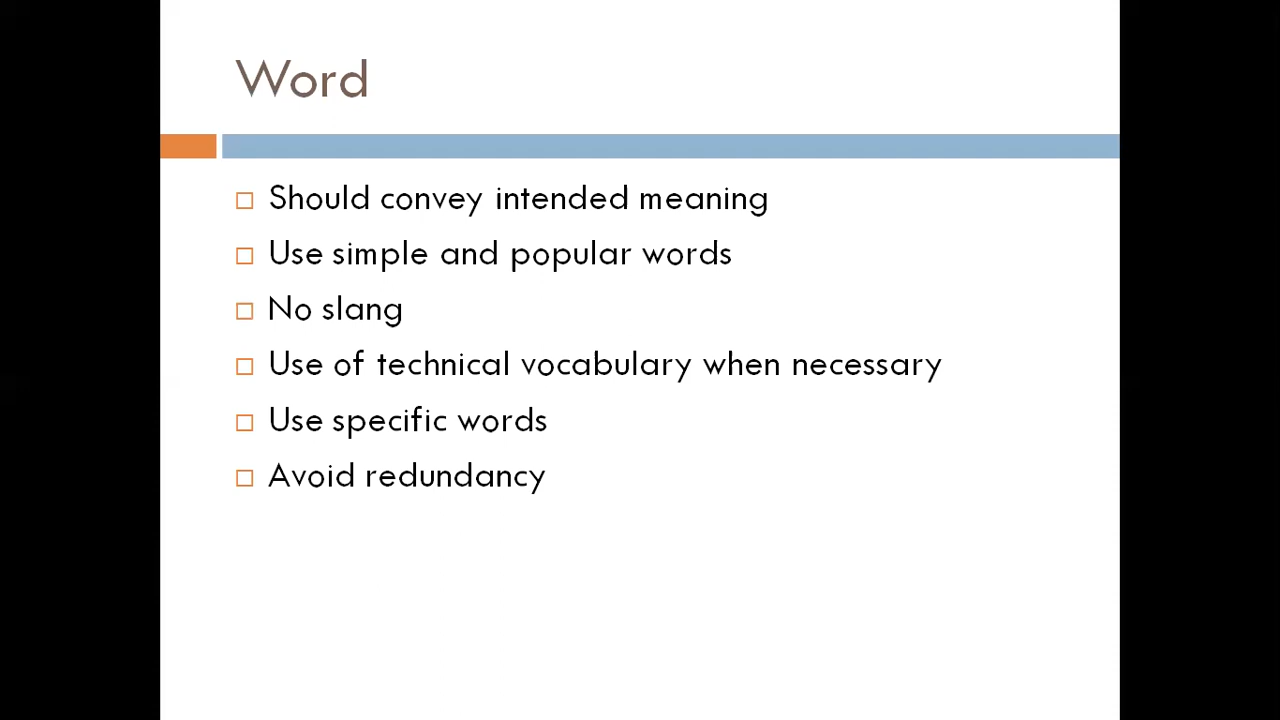 Word
Should convey intended meaning
Use simple and popular words
No slang
Use of technical vocabulary when necessary
Use specific words
Avoid redundancy